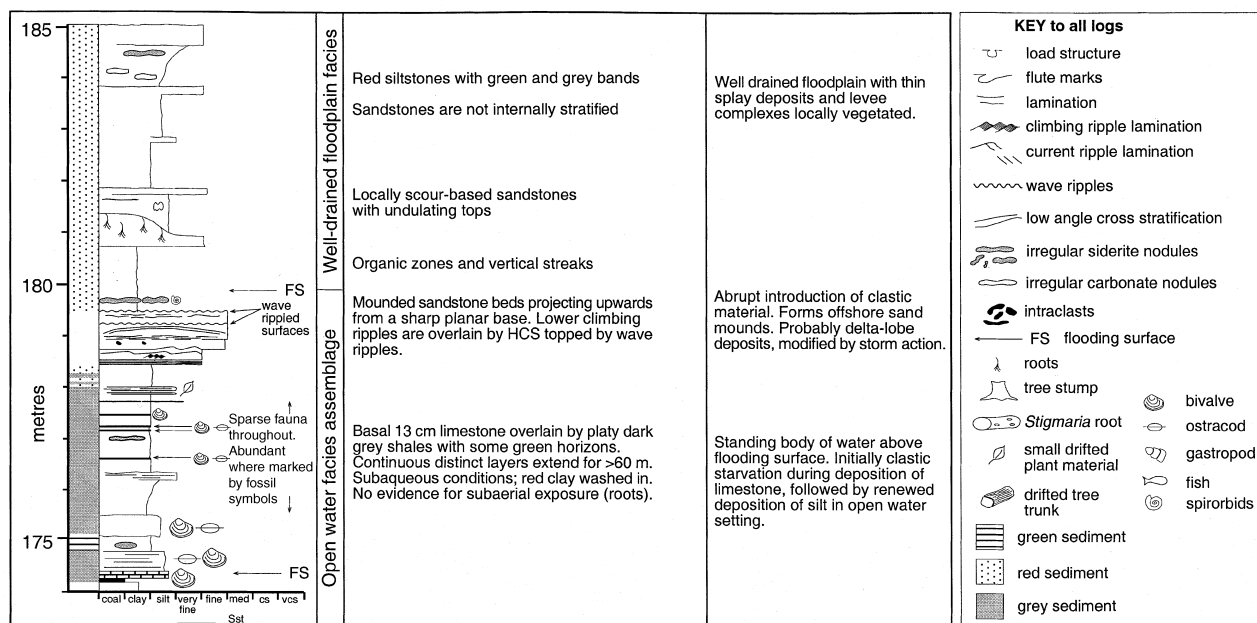 185
180
175
metres
FS
wave
rippled
surfaces
Sparse fauna
throughout.
Abundant
where marked
by fossil
symbols
FS
coal clay silt very fine fine med cs vcs
Sst
Well-drained floodplain facies
Open water facies assemblage
Red siltstones with green and grey bands
Sandstones are not internally stratified
Locally scour-based sandstones
with undulating tops
Organic zones and vertical streaks
Mounded sandstone beds projecting upwards
from a sharp planar base. Lower climbing
ripples are overlain by HCS topped by wave
ripples.
Basal 13 cm limestone overlain by platy dark
grey shales with some green horizons.
Continuous distinct layers extend for >60 m.
Subaqueous conditions; red clay washed in.
No evidence for subaerial exposure (roots).
Well drained floodplain with thin
splay deposits and levee
complexes locally vegetated.
Abrupt introduction of clastic
material. Forms offshore sand
mounds. Probably delta-lobe
deposits, modified by storm action.
Standing body of water above
flooding surface. Initially clastic
starvation during deposition of
limestone, followed by renewed
deposition of silt in open water
setting.
KEY to all logs
load structure
flute marks
lamination
climbing ripple lamination
current ripple lamination
wave ripples
low angle cross stratification
irregular siderite nodules
irregular carbonate nodules
intraclasts
FS flooding surface
roots
tree stump
Stigmaria root
small drifted
plant material
drifted tree
trunk
green sediment
red sediment
grey sediment
bivalve
ostracod
gastropod
fish
spirorbids